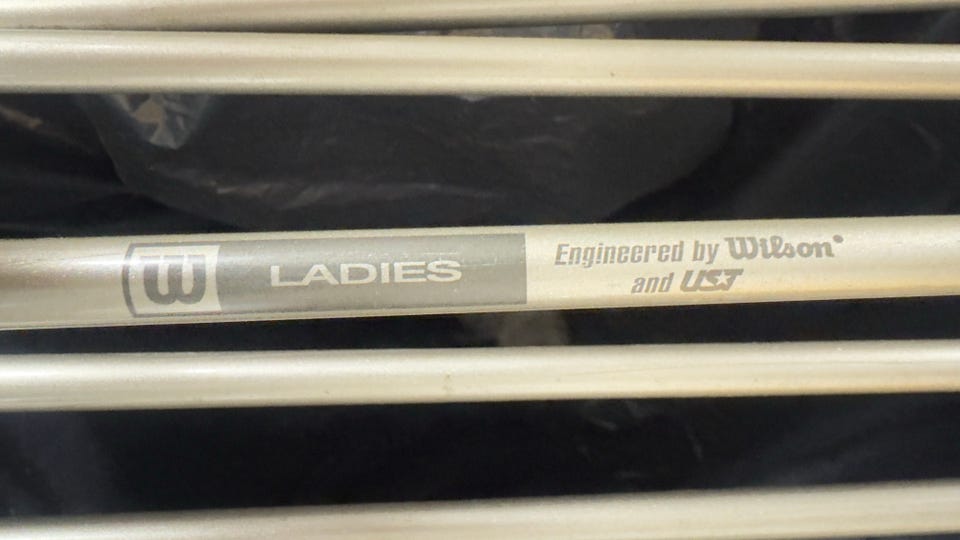 W LADIES Engineered by Wilson
and UST